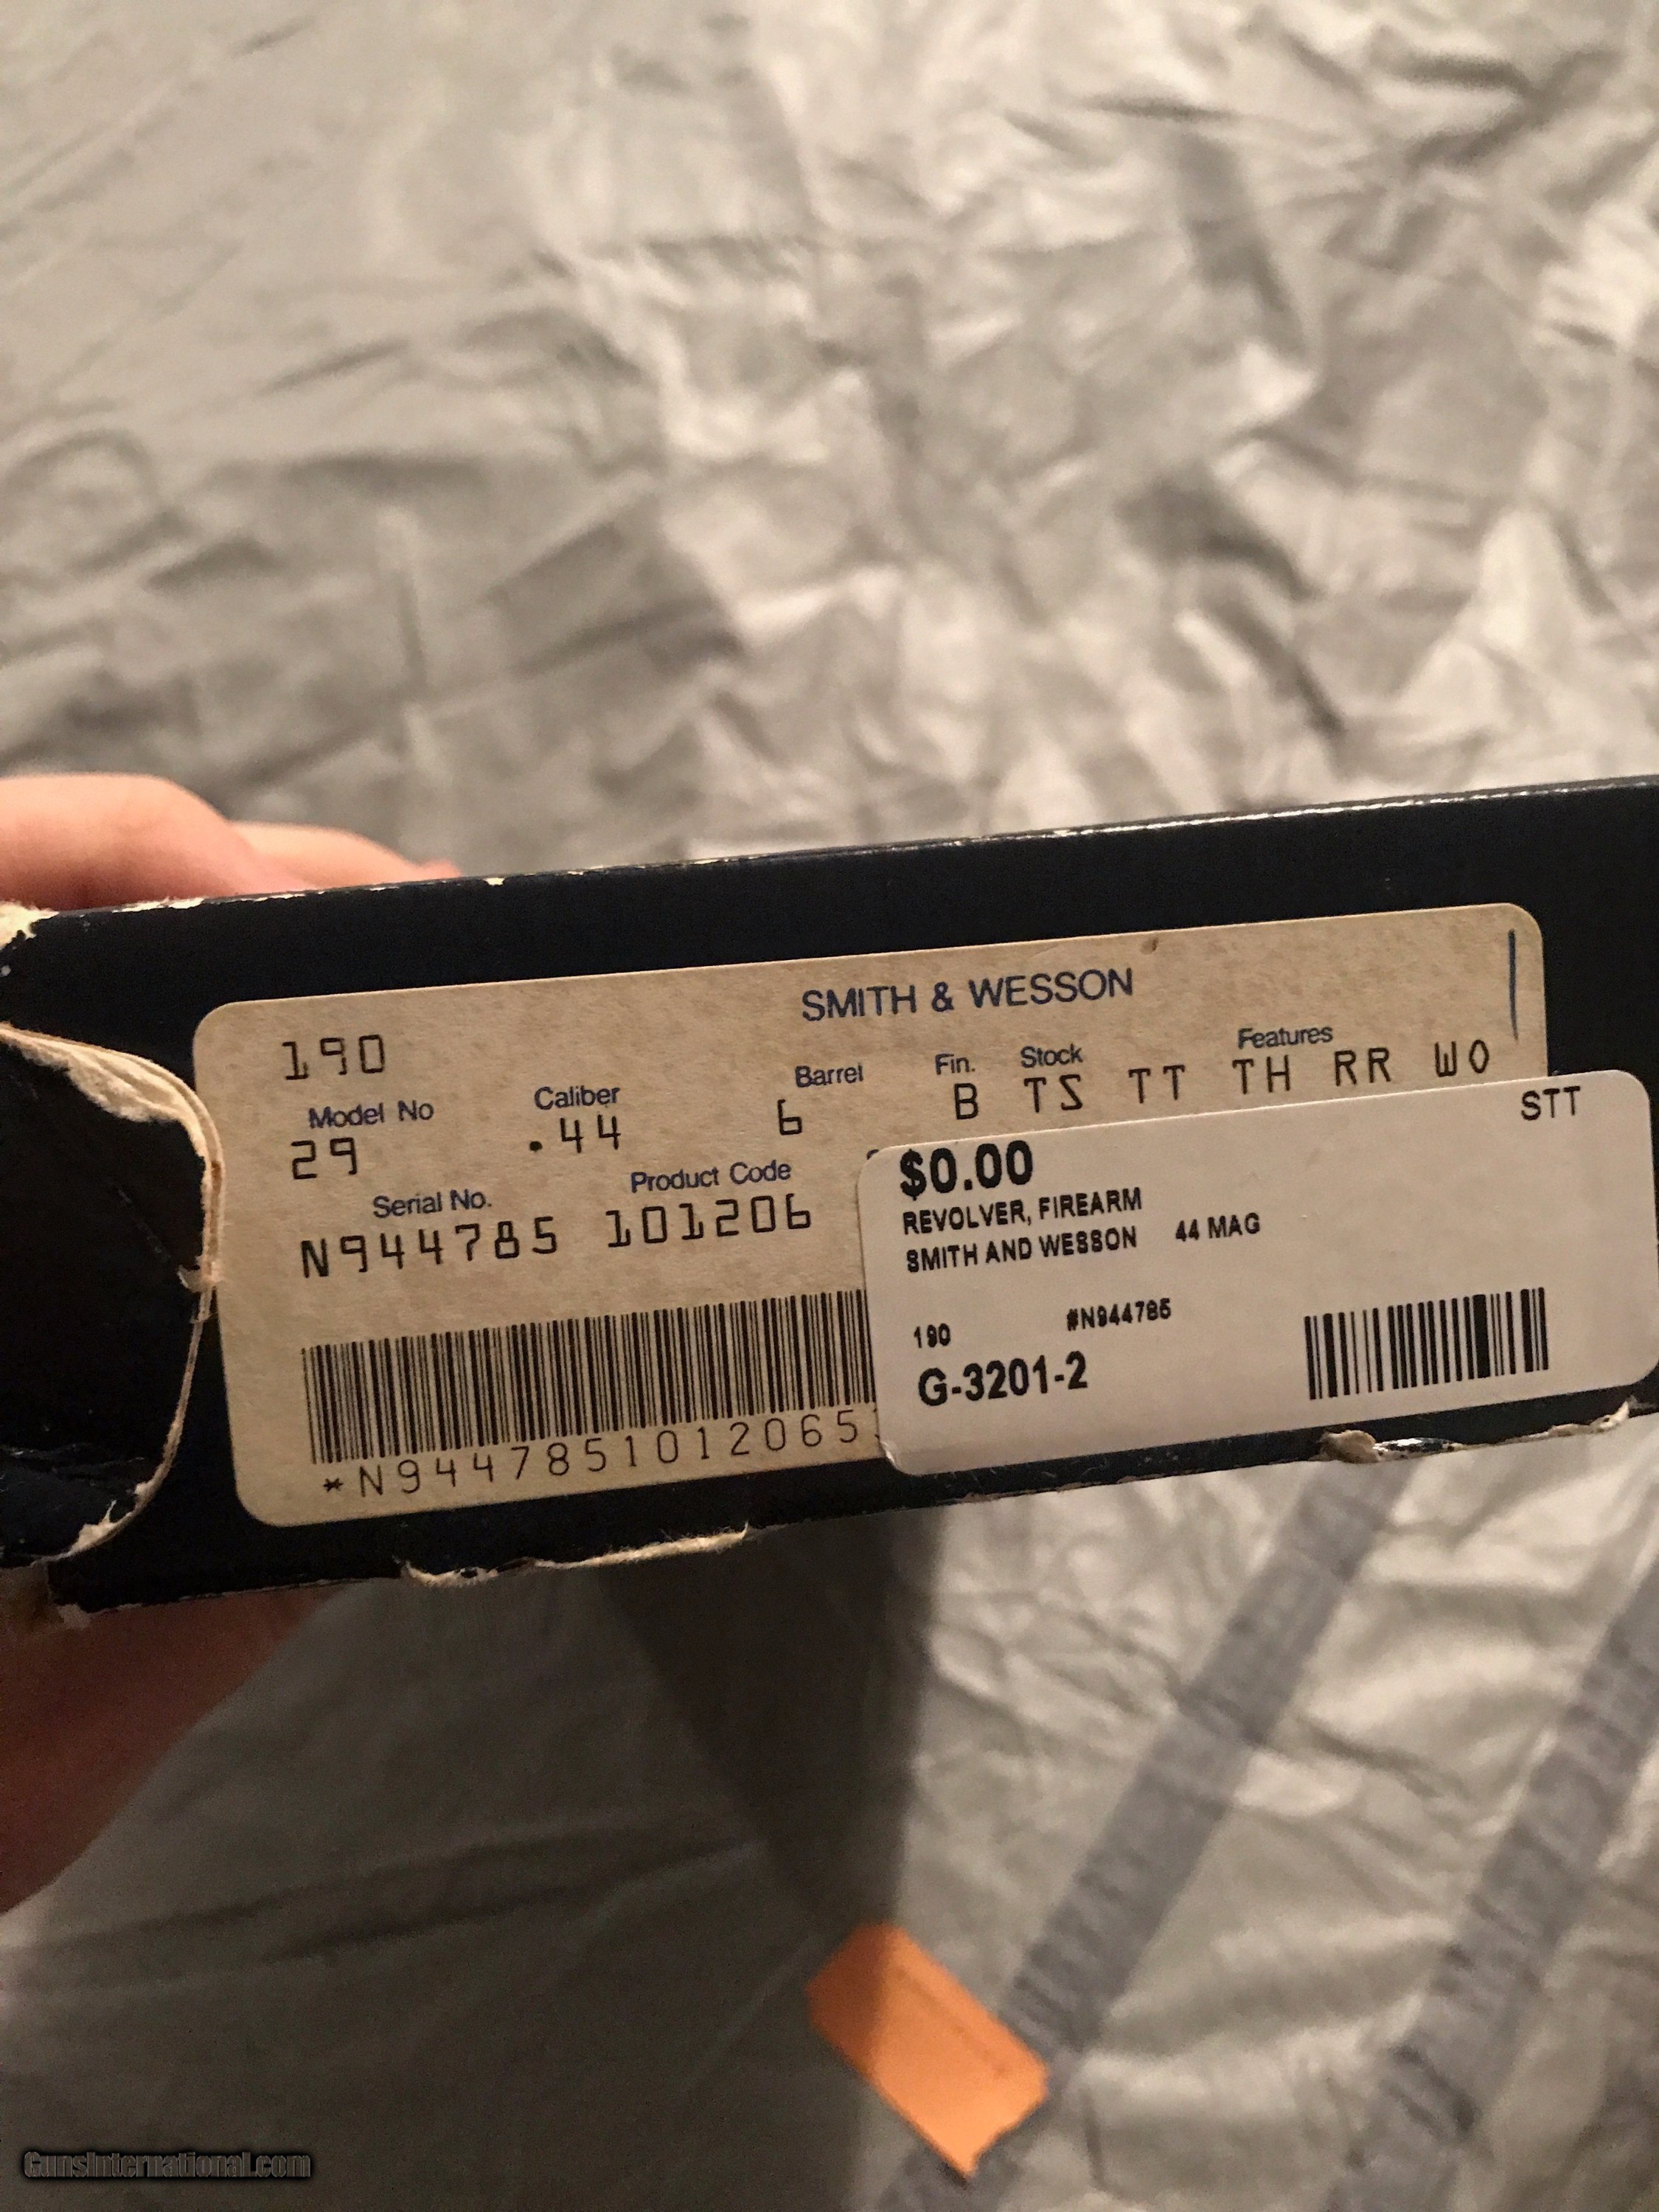 SMITH & WESSON
190
Model No Caliber Barrel Fin. Stock Features
29 .44 6 B TS TT TH RR WO
Serial No. Product Code
N944785 101206
*N9447851012065
STT
$0.00
REVOLVER, FIREARM
SMITH AND WESSON 44 MAG
190 #N944785
G-3201-2
GunsInternational.com